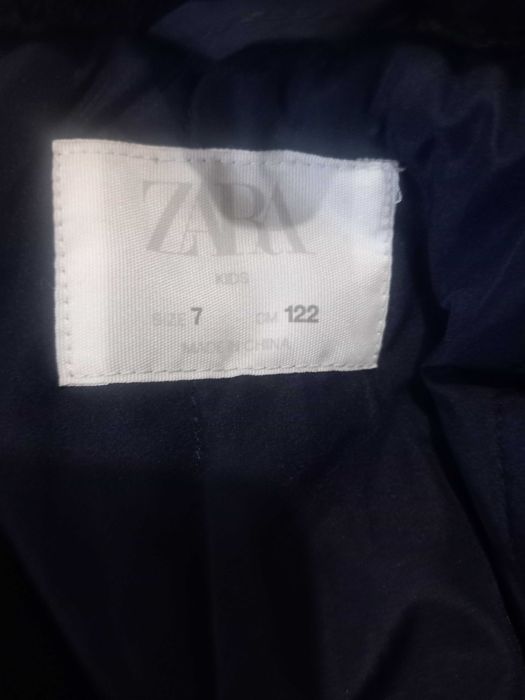 ZARA
KIDS
SIZE 7 CM 122
MADE IN CHINA